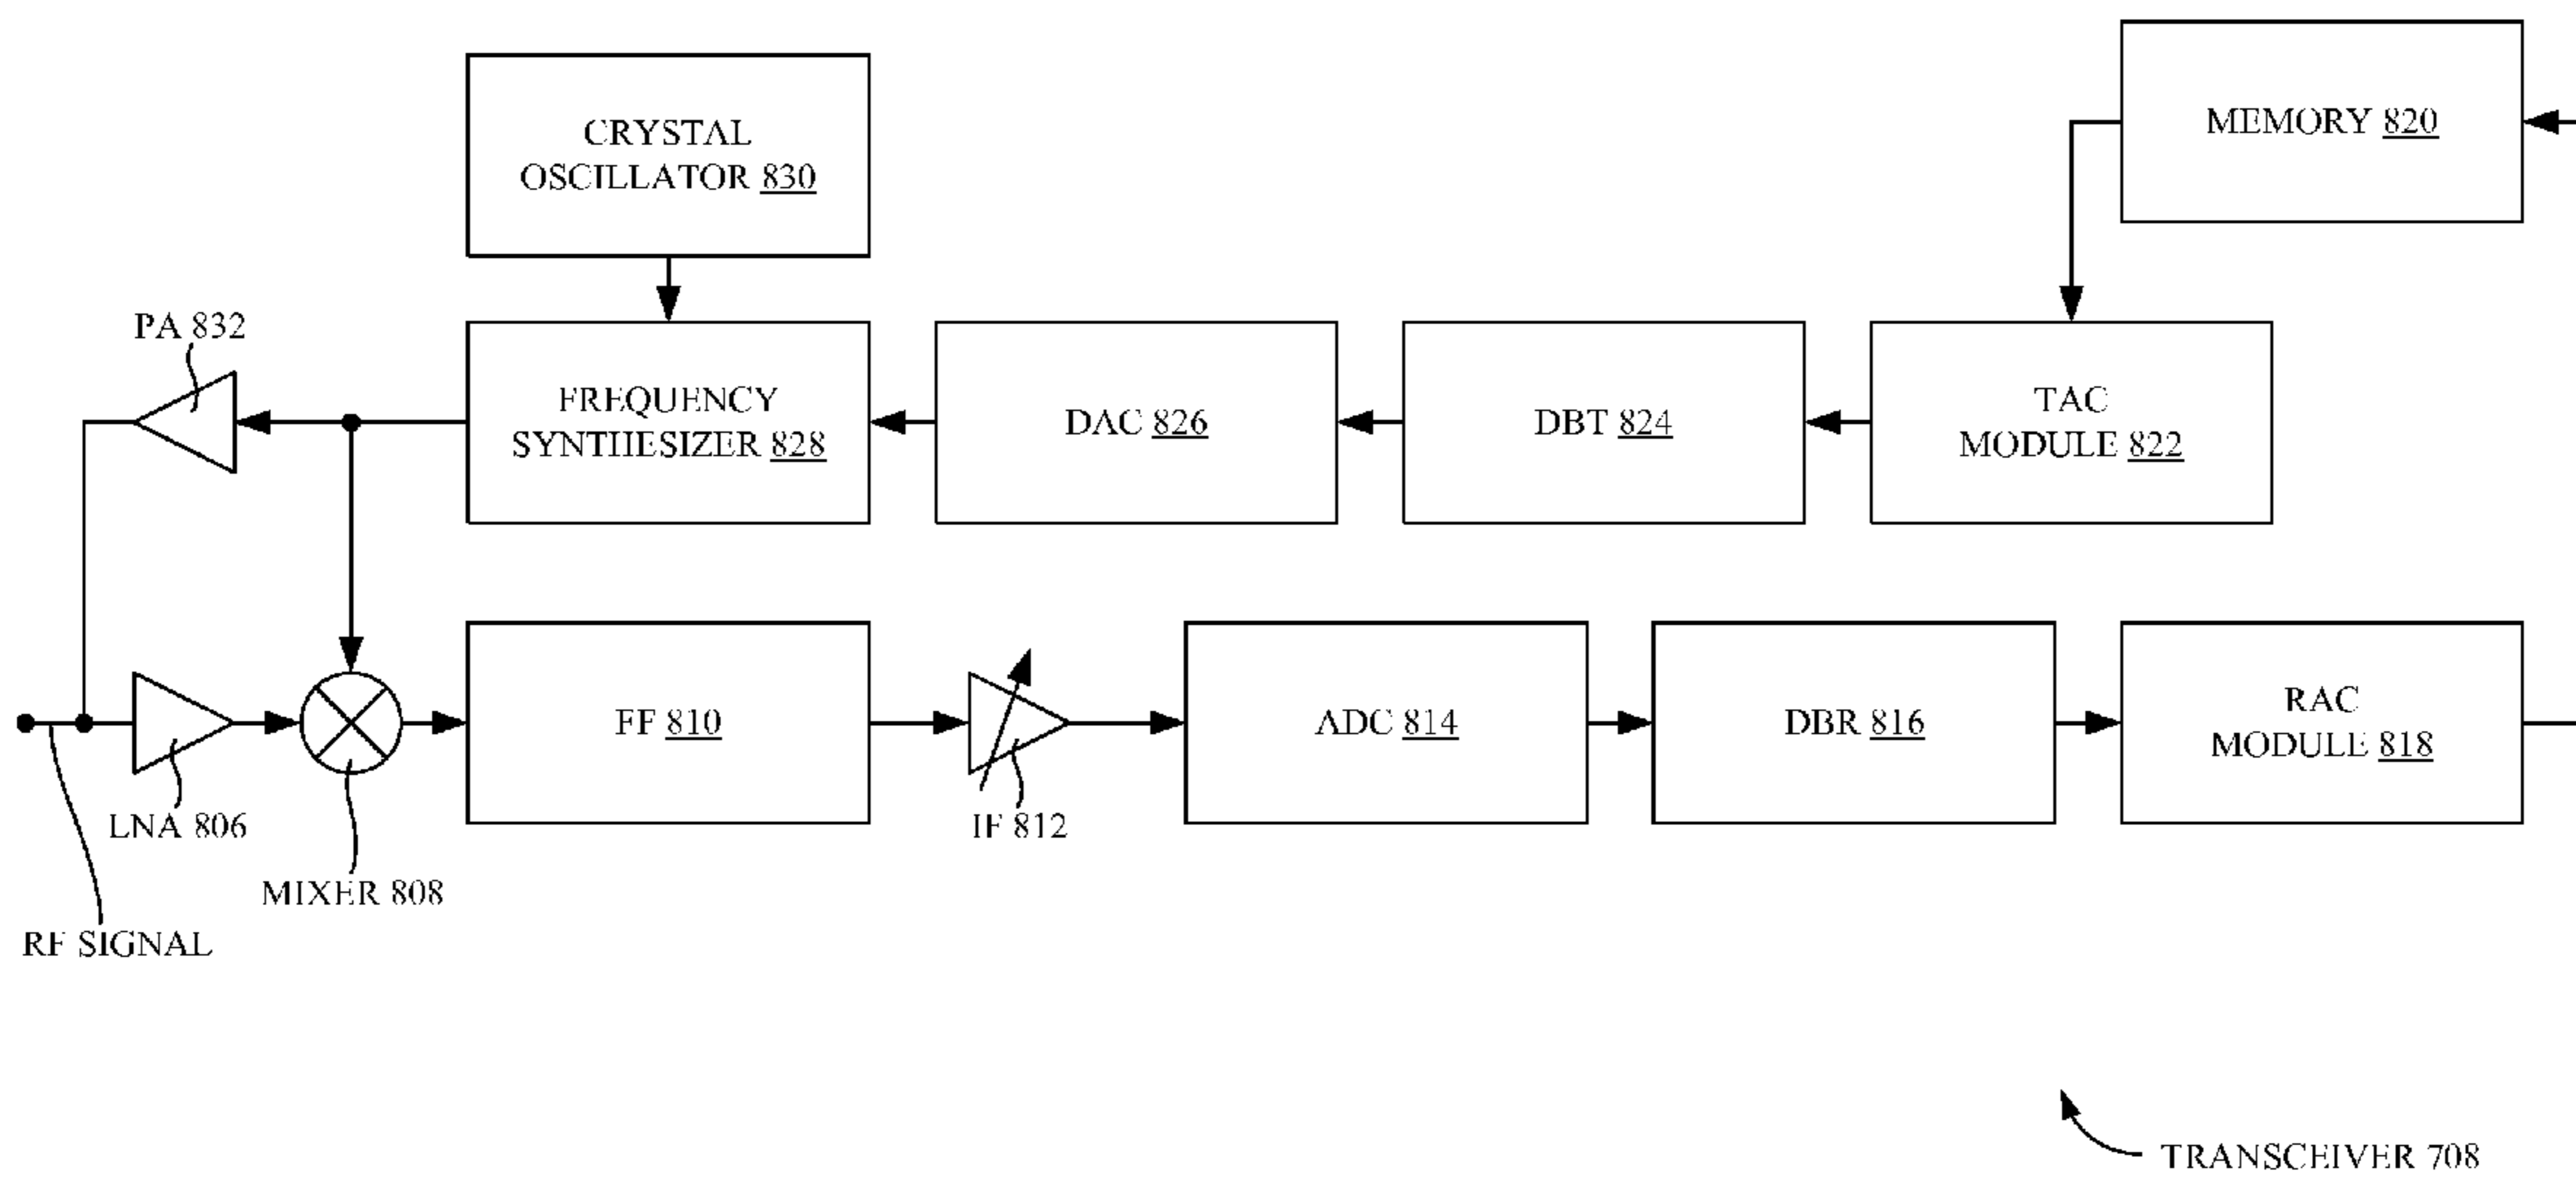 CRYSTAL
OSCILLATOR 830
MEMORY 820
PA 832
FREQUENCY
SYNTHESIZER 828
DAC 826
DBT 824
TAC
MODULE 822
FF 810
ADC 814
DBR 816
RAC
MODULE 818
LNA 806
IF 812
MIXER 808
RF SIGNAL
TRANSCEIVER 708